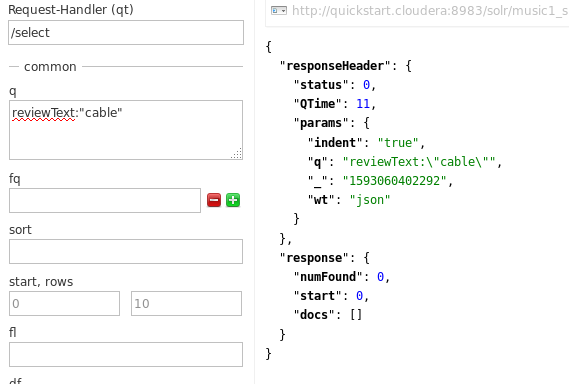 Request-Handler (qt)
/select
common
q
reviewText:"cable"
fq
sort
start, rows
0
10
fl
df
http://quickstart.cloudera:8983/solr/music1_s
{
"responseHeader": {
"status": 0,
"QTime": 11,
"params": {
"indent": "true",
"q": "reviewText:\"cable\"",
"_": "1593060402292",
"wt": "json"
}
},
"response": {
"numFound": 0,
"start": 0,
"docs": []
}
}